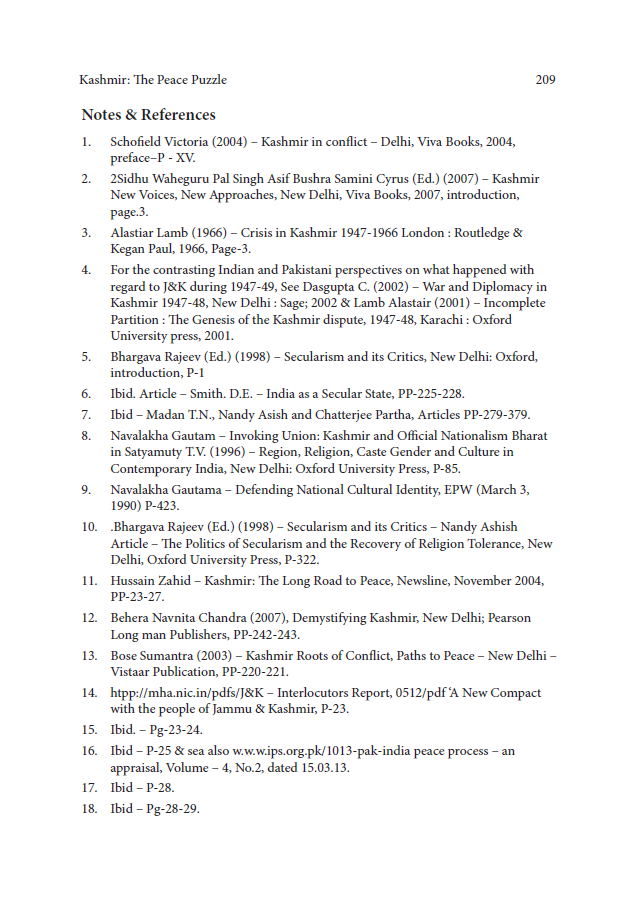 Kashmir: The Peace Puzzle 209
Notes & References
1. Schofield Victoria (2004) – Kashmir in conflict – Delhi, Viva Books, 2004,
preface–P - XV.
2. 2Sidhu Waheguru Pal Singh Asif Bushra Samini Cyrus (Ed.) (2007) – Kashmir
New Voices, New Approaches, New Delhi, Viva Books, 2007, introduction,
page.3.
3. Alastiar Lamb (1966) – Crisis in Kashmir 1947-1966 London : Routledge &
Kegan Paul, 1966, Page-3.
4. For the contrasting Indian and Pakistani perspectives on what happened with
regard to J&K during 1947-49, See Dasgupta C. (2002) – War and Diplomacy in
Kashmir 1947-48, New Delhi : Sage; 2002 & Lamb Alastair (2001) – Incomplete
Partition : The Genesis of the Kashmir dispute, 1947-48, Karachi : Oxford
University press, 2001.
5. Bhargava Rajeev (Ed.) (1998) – Secularism and its Critics, New Delhi: Oxford,
introduction, P-1
6. Ibid. Article – Smith. D.E. – India as a Secular State, PP-225-228.
7. Ibid – Madan T.N., Nandy Asish and Chatterjee Partha, Articles PP-279-379.
8. Navalakha Gautam – Invoking Union: Kashmir and Official Nationalism Bharat
in Satyamuty T.V. (1996) – Region, Religion, Caste Gender and Culture in
Contemporary India, New Delhi: Oxford University Press, P-85.
9. Navalakha Gautama – Defending National Cultural Identity, EPW (March 3,
1990) P-423.
10. .Bhargava Rajeev (Ed.) (1998) – Secularism and its Critics – Nandy Ashish
Article – The Politics of Secularism and the Recovery of Religion Tolerance, New
Delhi, Oxford University Press, P-322.
11. Hussain Zahid – Kashmir: The Long Road to Peace, Newsline, November 2004,
PP-23-27.
12. Behera Navnita Chandra (2007), Demystifying Kashmir, New Delhi; Pearson
Long man Publishers, PP-242-243.
13. Bose Sumantra (2003) – Kashmir Roots of Conflict, Paths to Peace – New Delhi –
Vistaar Publication, PP-220-221.
14. htpp://mha.nic.in/pdfs/J&K – Interlocutors Report, 0512/pdf ‘A New Compact
with the people of Jammu & Kashmir, P-23.
15. Ibid. – Pg-23-24.
16. Ibid – P-25 & sea also w.w.w.ips.org.pk/1013-pak-india peace process – an
appraisal, Volume – 4, No.2, dated 15.03.13.
17. Ibid – P-28.
18. Ibid – Pg-28-29.